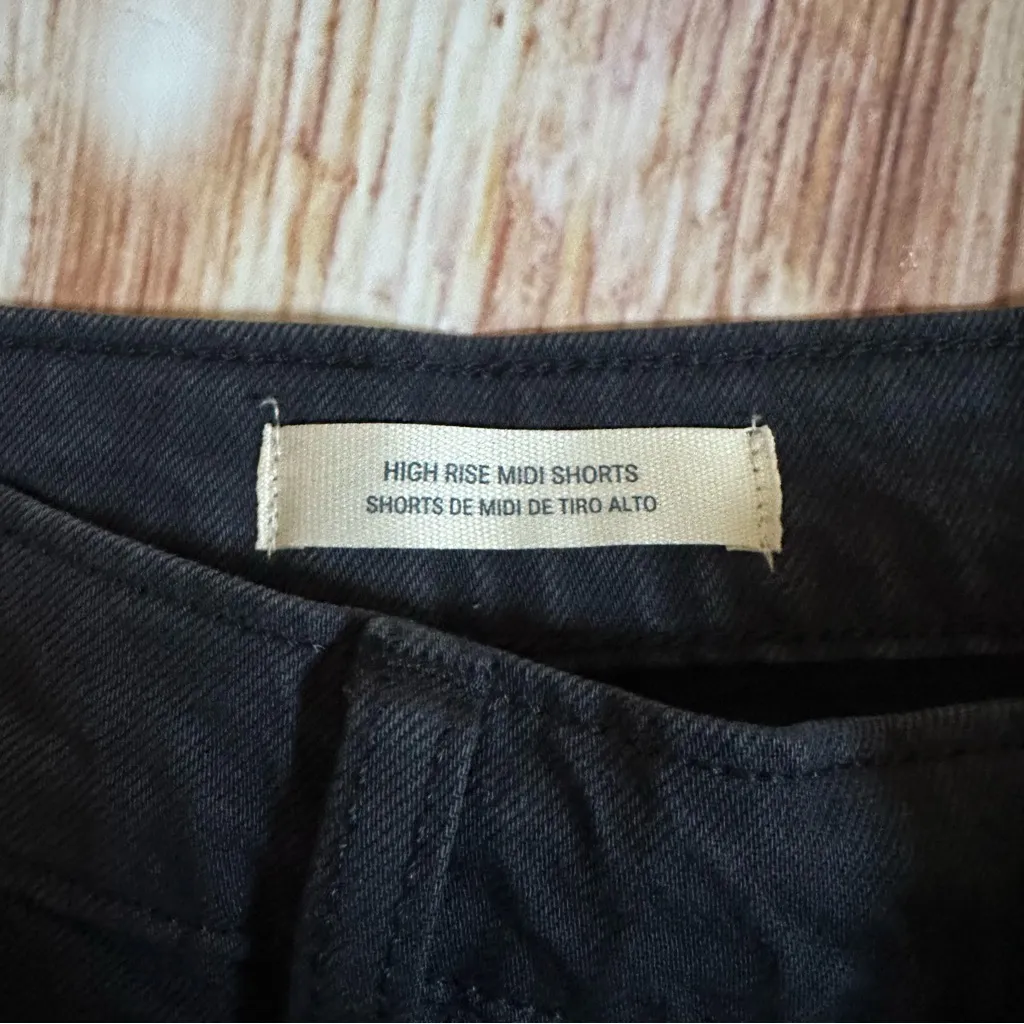 HIGH RISE MIDI SHORTS
SHORTS DE MIDI DE TIRO ALTO